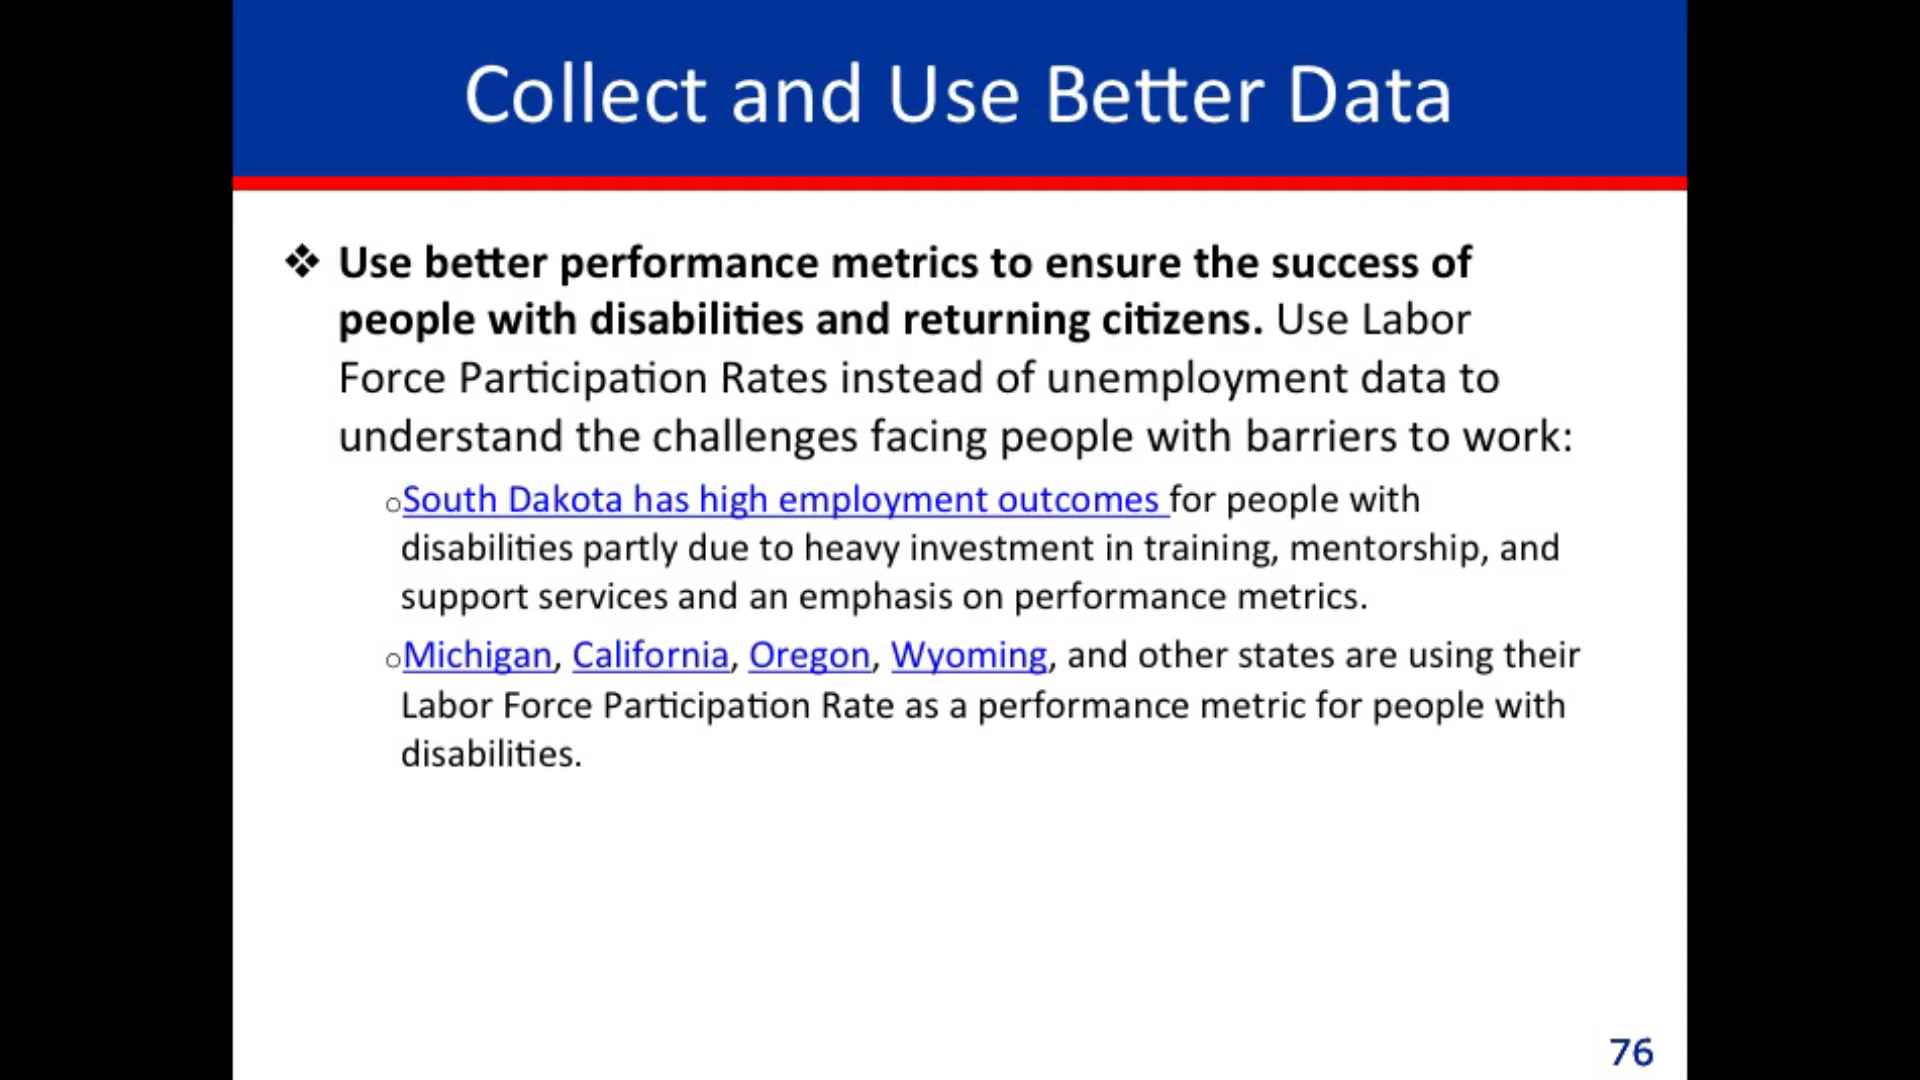 Collect and Use Better Data
❖ Use better performance metrics to ensure the success of
people with disabilities and returning citizens. Use Labor
Force Participation Rates instead of unemployment data to
understand the challenges facing people with barriers to work:
○South Dakota has high employment outcomes for people with
disabilities partly due to heavy investment in training, mentorship, and
support services and an emphasis on performance metrics.
○Michigan, California, Oregon, Wyoming, and other states are using their
Labor Force Participation Rate as a performance metric for people with
disabilities.
76